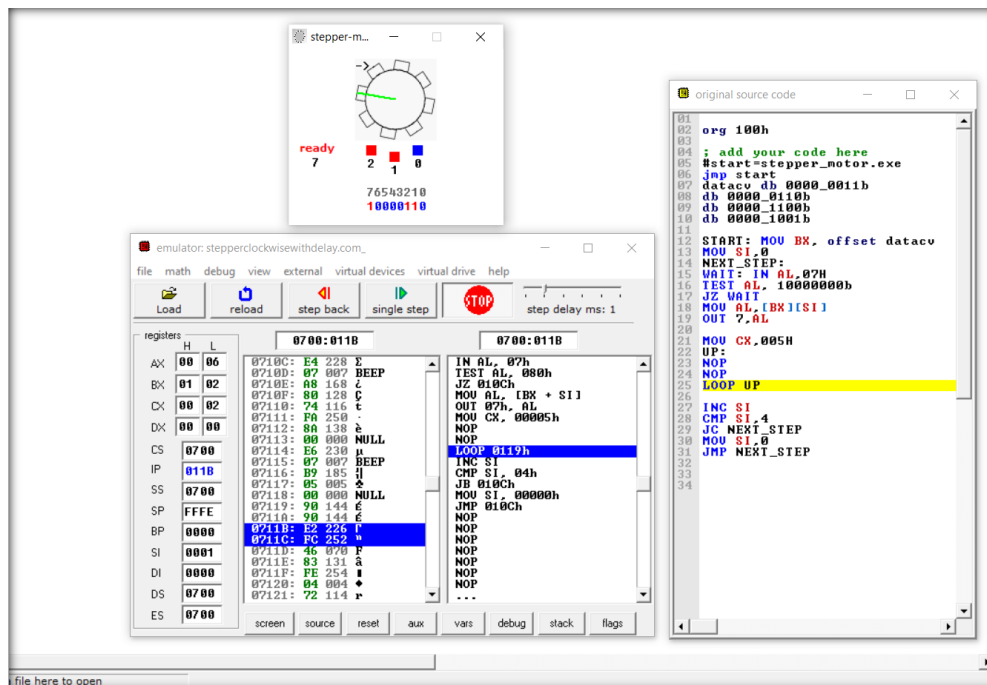 stepper-m...
->.
ready
7
2
1
0
76543210
10000110
original source code
01
02 org 100h
03
04 ; add your code here
05 #start=stepper_motor.exe
06 jmp start
07 datacv db 0000_0011b
08 db 0000_0110b
09 db 0000_1100b
10 db 0000_1001b
11
12 START: MOV BX, offset datacv
13 MOV SI,0
14 NEXT_STEP:
15 WAIT: IN AL,07H
16 TEST AL, 10000000b
17 JZ WAIT
18 MOV AL,[BX][SI]
19 OUT 7,AL
20
21 MOV CX,005H
22 UP:
23 NOP
24 NOP
25 LOOP UP
26
27 INC SI
28 CMP SI,4
29 JC NEXT_STEP
30 MOV SI,0
31 JMP NEXT_STEP
32
33
34
emulator: stepperclockwisewithdelay.com_
file math debug view external virtual devices virtual drive help
Load reload step back single step STOP step delay ms: 1
registers
H L
AX 00 06
BX 01 02
CX 00 02
DX 00 00
CS 0700
IP 011B
SS 0700
SP FFFE
BP 0000
SI 0001
DI 0000
DS 0700
ES 0700
0700:011B
0710C: E4 228 Σ
0710D: 07 007 BEEP
0710E: A8 168 ¿
0710F: 80 128 Ç
07110: 74 116 t
07111: FA 250 ·
07112: 8A 138 è
07113: 00 000 NULL
07114: E6 230 µ
07115: 07 007 BEEP
07116: B9 185 ╣
07117: 05 005 ♣
07118: 00 000 NULL
07119: 90 144 É
0711A: 90 144 É
0711B: E2 226 Γ
0711C: FC 252 ⁿ
0711D: 46 070 F
0711E: 83 131 â
0711F: FE 254 ■
07120: 04 004 ♦
07121: 72 114 r
0700:011B
IN AL, 07h
TEST AL, 080h
JZ 010Ch
MOV AL, [BX + SI]
OUT 07h, AL
MOV CX, 00005h
NOP
NOP
LOOP 0119h
INC SI
CMP SI, 04h
JB 010Ch
MOV SI, 00000h
JMP 010Ch
NOP
NOP
NOP
NOP
NOP
NOP
NOP
...
screen source reset aux vars debug stack flags
file here to open